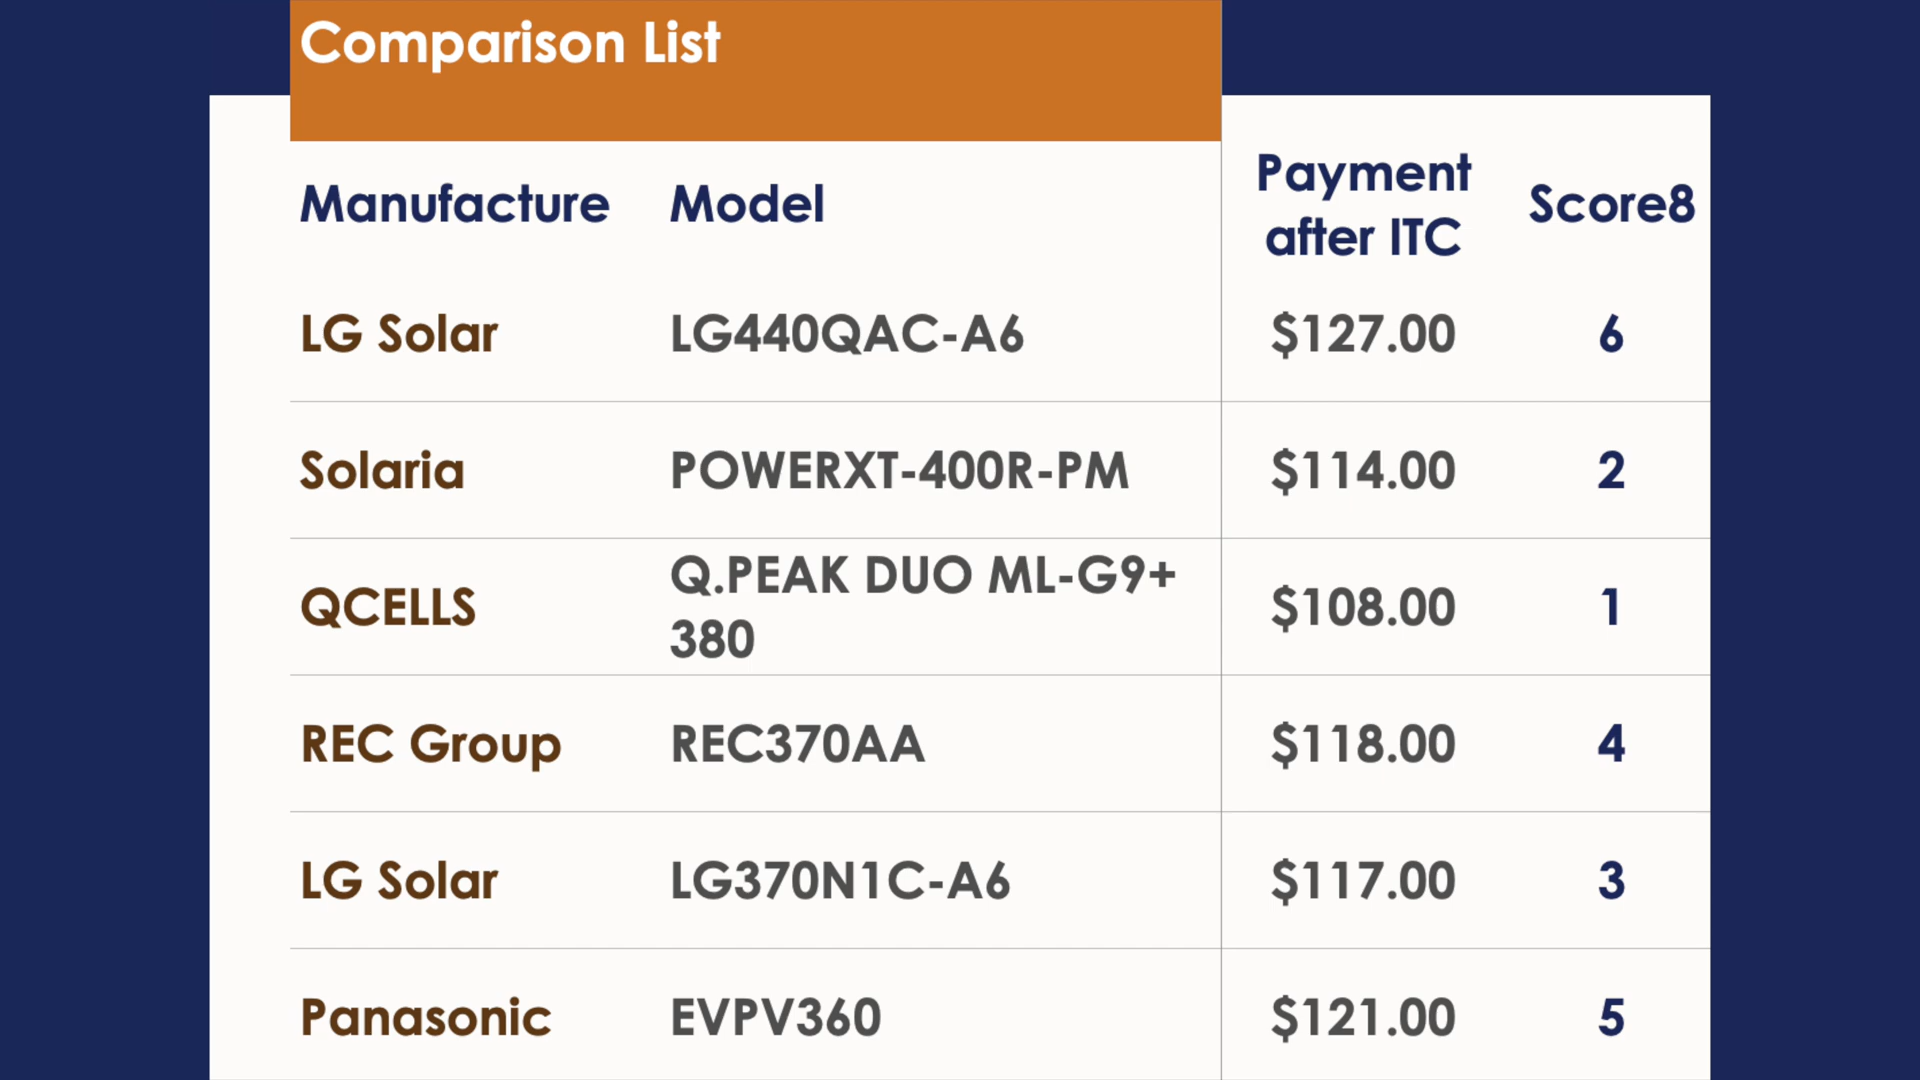 Comparison List
Manufacture Model Payment after ITC Score8
LG Solar LG440QAC-A6 $127.00 6
Solaria POWERXT-400R-PM $114.00 2
QCELLS Q.PEAK DUO ML-G9+ 380 $108.00 1
REC Group REC370AA $118.00 4
LG Solar LG370N1C-A6 $117.00 3
Panasonic EVPV360 $121.00 5